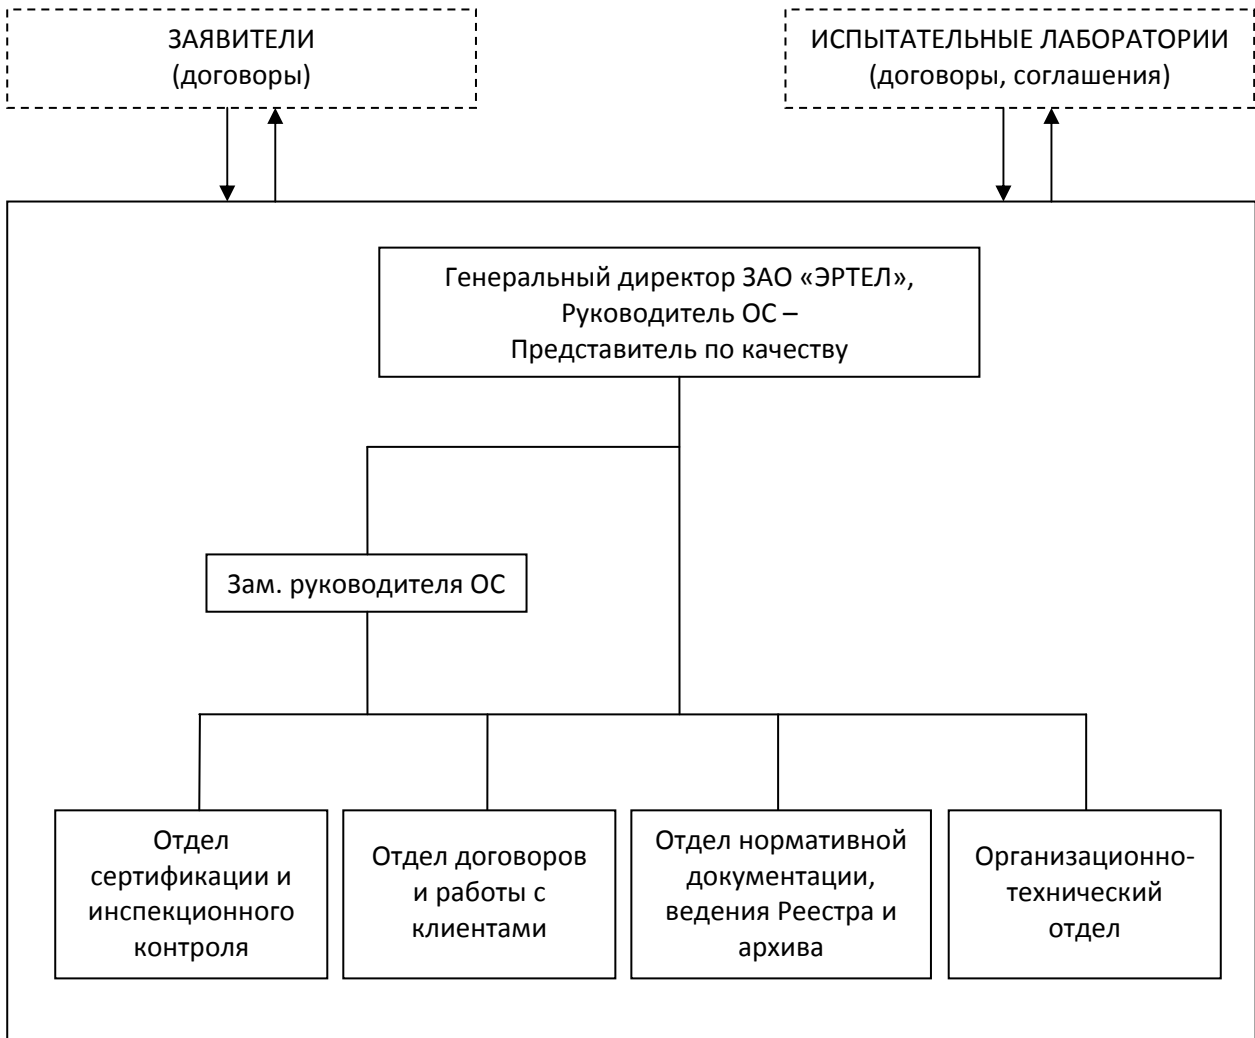 ЗАЯВИТЕЛИ
(договоры)
ИСПЫТАТЕЛЬНЫЕ ЛАБОРАТОРИИ
(договоры, соглашения)
Генеральный директор ЗАО «ЭРТЕЛ»,
Руководитель ОС –
Представитель по качеству
Зам. руководителя ОС
Отдел
сертификации и
инспекционного
контроля
Отдел договоров
и работы с
клиентами
Отдел нормативной
документации,
ведения Реестра и
архива
Организационно-
технический
отдел